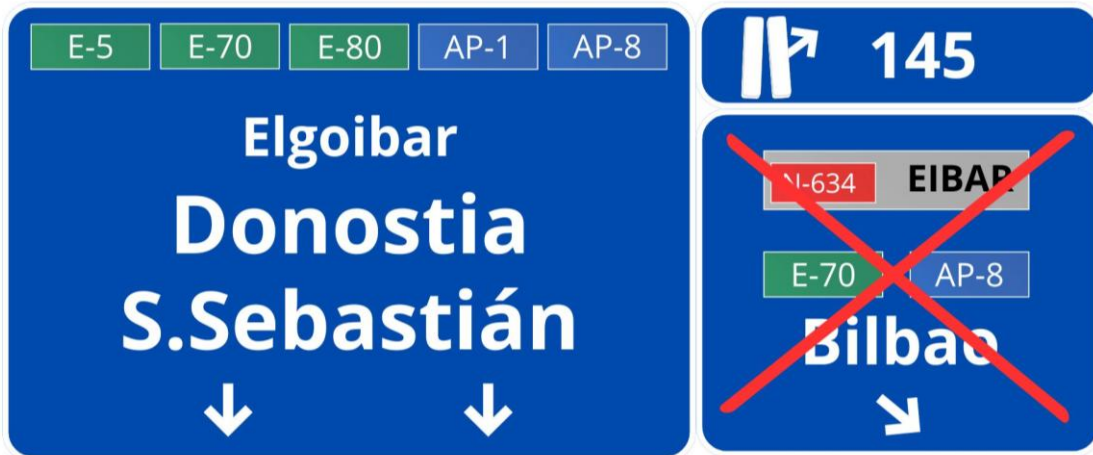 E-5 E-70 E-80 AP-1 AP-8
Elgoibar
Donostia
S.Sebastián
145
N-634 EIBAR
E-70 AP-8
Bilbao